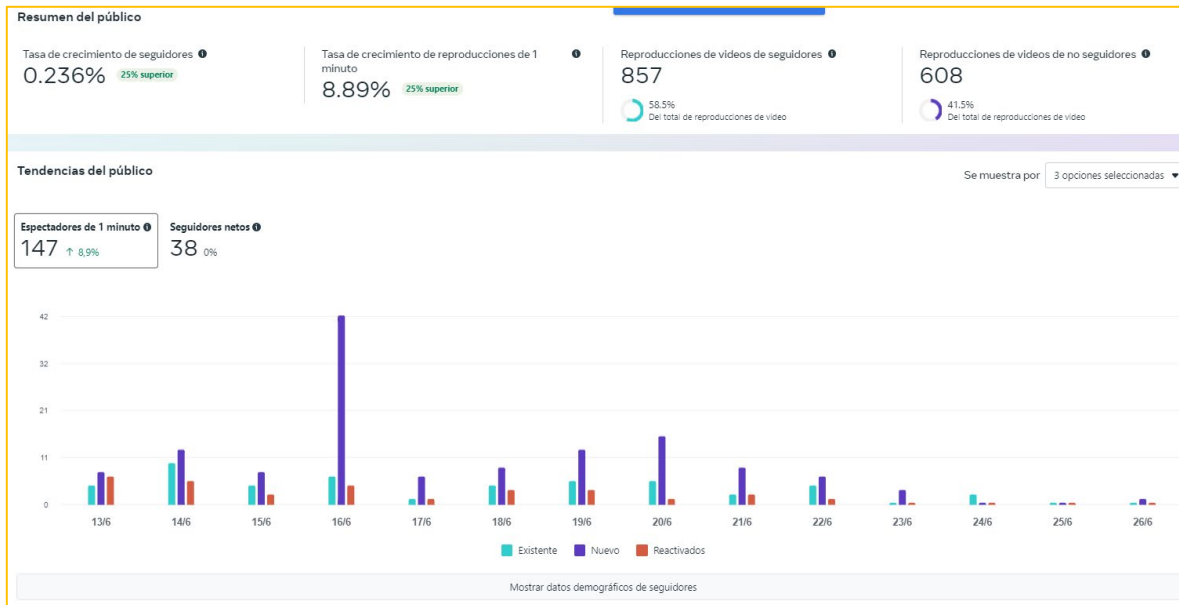 Resumen del público
Tasa de crecimiento de seguidores
0.236% 25% superior
Tasa de crecimiento de reproducciones de 1
minuto
8.89% 25% superior
Reproducciones de videos de seguidores
857
58.5%
Del total de reproducciones de video
Reproducciones de videos de no seguidores
608
41.5%
Del total de reproducciones de video
Tendencias del público
Se muestra por 3 opciones seleccionadas
Espectadores de 1 minuto
147 ↑ 8,9%
Seguidores netos
38 0%
42
32
21
11
0
13/6 14/6 15/6 16/6 17/6 18/6 19/6 20/6 21/6 22/6 23/6 24/6 25/6 26/6
Existente Nuevo Reactivados
Mostrar datos demográficos de seguidores